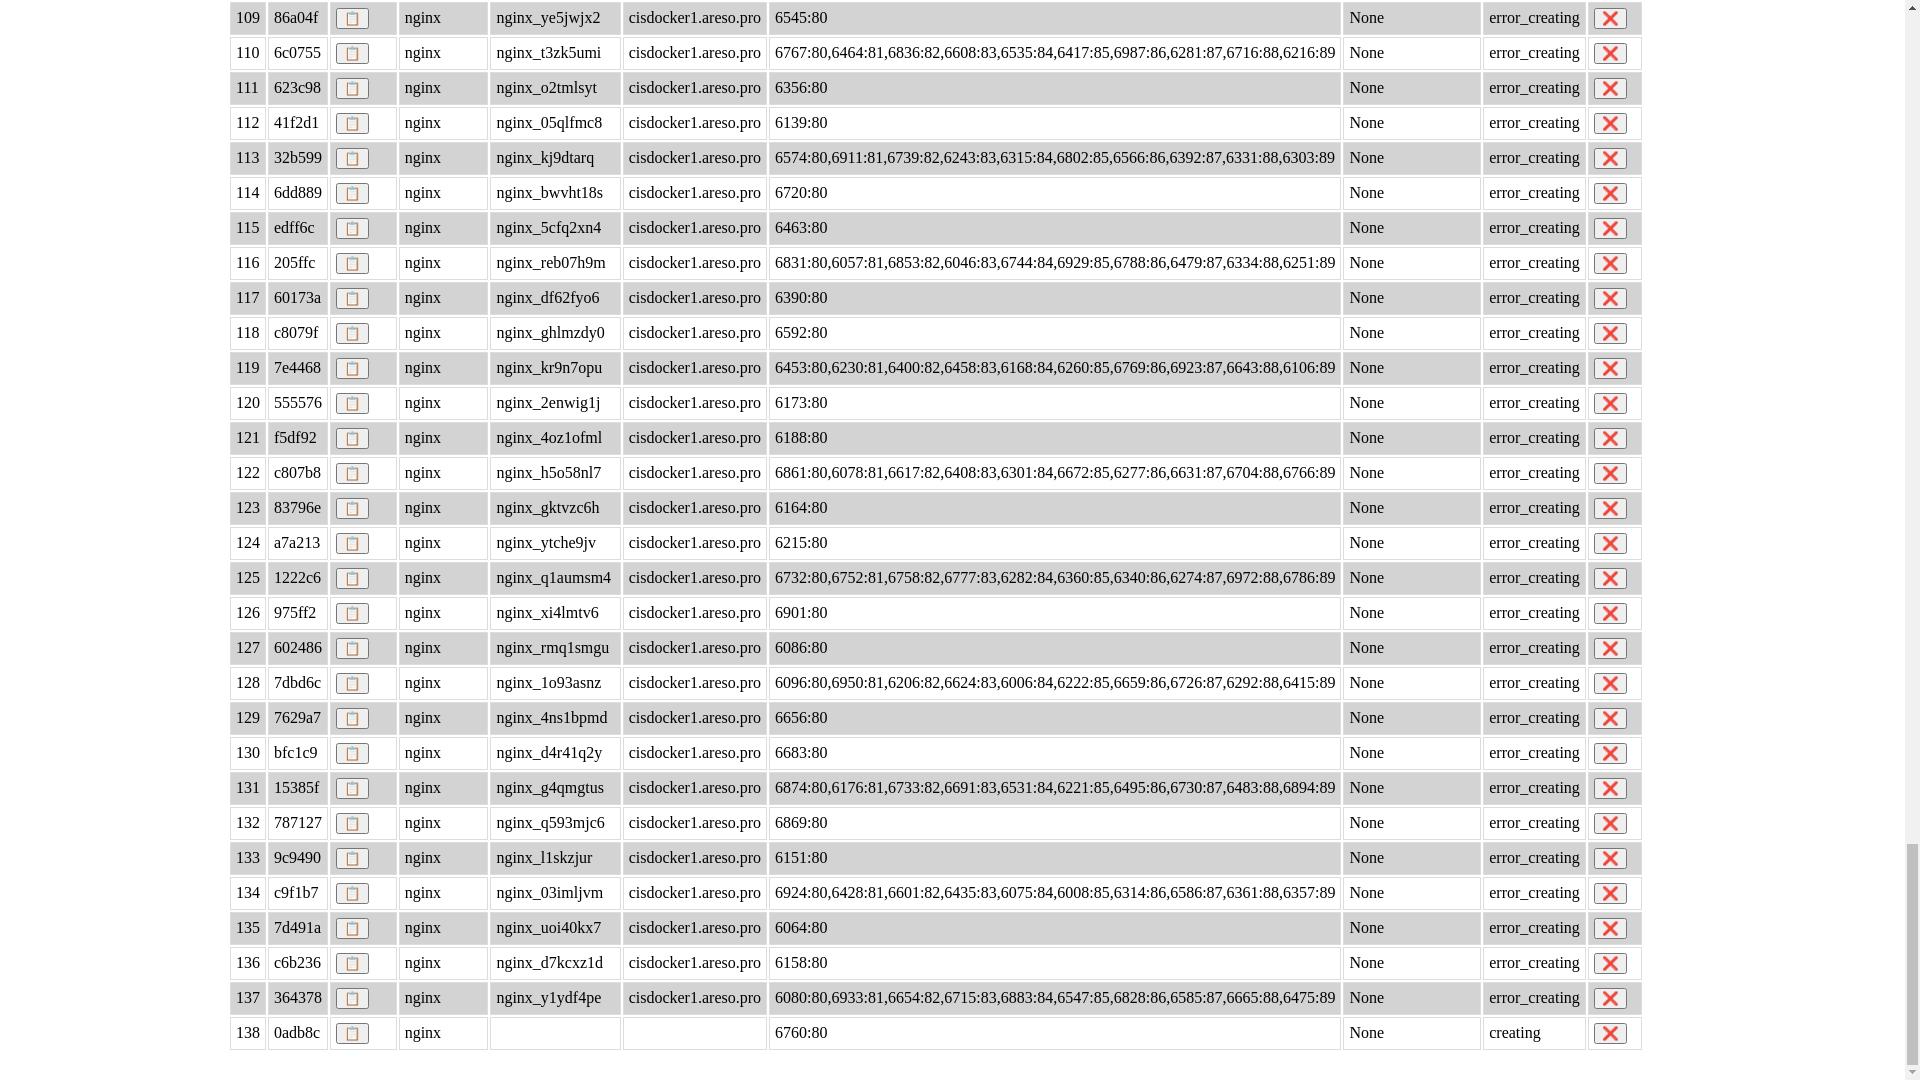 109 86a04f 📋 nginx nginx_ye5jwjx2 cisdocker1.areso.pro 6545:80 None error_creating ❌
110 6c0755 📋 nginx nginx_t3zk5umi cisdocker1.areso.pro 6767:80,6464:81,6836:82,6608:83,6535:84,6417:85,6987:86,6281:87,6716:88,6216:89 None error_creating ❌
111 623c98 📋 nginx nginx_o2tmlsyt cisdocker1.areso.pro 6356:80 None error_creating ❌
112 41f2d1 📋 nginx nginx_05qlfmc8 cisdocker1.areso.pro 6139:80 None error_creating ❌
113 32b599 📋 nginx nginx_kj9dtarq cisdocker1.areso.pro 6574:80,6911:81,6739:82,6243:83,6315:84,6802:85,6566:86,6392:87,6331:88,6303:89 None error_creating ❌
114 6dd889 📋 nginx nginx_bwvht18s cisdocker1.areso.pro 6720:80 None error_creating ❌
115 edff6c 📋 nginx nginx_5cfq2xn4 cisdocker1.areso.pro 6463:80 None error_creating ❌
116 205ffc 📋 nginx nginx_reb07h9m cisdocker1.areso.pro 6831:80,6057:81,6853:82,6046:83,6744:84,6929:85,6788:86,6479:87,6334:88,6251:89 None error_creating ❌
117 60173a 📋 nginx nginx_df62fyo6 cisdocker1.areso.pro 6390:80 None error_creating ❌
118 c8079f 📋 nginx nginx_ghlmzdy0 cisdocker1.areso.pro 6592:80 None error_creating ❌
119 7e4468 📋 nginx nginx_kr9n7opu cisdocker1.areso.pro 6453:80,6230:81,6400:82,6458:83,6168:84,6260:85,6769:86,6923:87,6643:88,6106:89 None error_creating ❌
120 555576 📋 nginx nginx_2enwig1j cisdocker1.areso.pro 6173:80 None error_creating ❌
121 f5df92 📋 nginx nginx_4oz1ofml cisdocker1.areso.pro 6188:80 None error_creating ❌
122 c807b8 📋 nginx nginx_h5o58nl7 cisdocker1.areso.pro 6861:80,6078:81,6617:82,6408:83,6301:84,6672:85,6277:86,6631:87,6704:88,6766:89 None error_creating ❌
123 83796e 📋 nginx nginx_gktvzc6h cisdocker1.areso.pro 6164:80 None error_creating ❌
124 a7a213 📋 nginx nginx_ytche9jv cisdocker1.areso.pro 6215:80 None error_creating ❌
125 1222c6 📋 nginx nginx_q1aumsm4 cisdocker1.areso.pro 6732:80,6752:81,6758:82,6777:83,6282:84,6360:85,6340:86,6274:87,6972:88,6786:89 None error_creating ❌
126 975ff2 📋 nginx nginx_xi4lmtv6 cisdocker1.areso.pro 6901:80 None error_creating ❌
127 602486 📋 nginx nginx_rmq1smgu cisdocker1.areso.pro 6086:80 None error_creating ❌
128 7dbd6c 📋 nginx nginx_1o93asnz cisdocker1.areso.pro 6096:80,6950:81,6206:82,6624:83,6006:84,6222:85,6659:86,6726:87,6292:88,6415:89 None error_creating ❌
129 7629a7 📋 nginx nginx_4ns1bpmd cisdocker1.areso.pro 6656:80 None error_creating ❌
130 bfc1c9 📋 nginx nginx_d4r41q2y cisdocker1.areso.pro 6683:80 None error_creating ❌
131 15385f 📋 nginx nginx_g4qmgtus cisdocker1.areso.pro 6874:80,6176:81,6733:82,6691:83,6531:84,6221:85,6495:86,6730:87,6483:88,6894:89 None error_creating ❌
132 787127 📋 nginx nginx_q593mjc6 cisdocker1.areso.pro 6869:80 None error_creating ❌
133 9c9490 📋 nginx nginx_l1skzjur cisdocker1.areso.pro 6151:80 None error_creating ❌
134 c9f1b7 📋 nginx nginx_03imljvm cisdocker1.areso.pro 6924:80,6428:81,6601:82,6435:83,6075:84,6008:85,6314:86,6586:87,6361:88,6357:89 None error_creating ❌
135 7d491a 📋 nginx nginx_uoi40kx7 cisdocker1.areso.pro 6064:80 None error_creating ❌
136 c6b236 📋 nginx nginx_d7kcxz1d cisdocker1.areso.pro 6158:80 None error_creating ❌
137 364378 📋 nginx nginx_y1ydf4pe cisdocker1.areso.pro 6080:80,6933:81,6654:82,6715:83,6883:84,6547:85,6828:86,6585:87,6665:88,6475:89 None error_creating ❌
138 0adb8c 📋 nginx 6760:80 None creating ❌